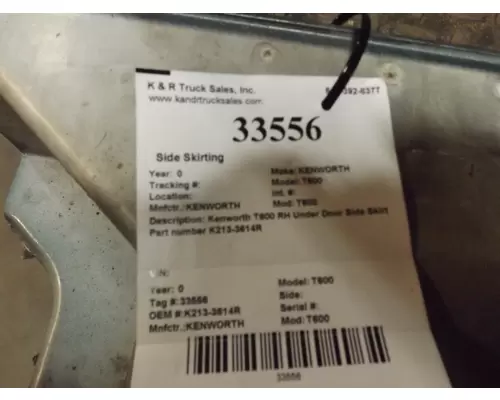 K & R Truck Sales, Inc.
www.kandrtrucksales.com
33556
Side Skirting
Year: 0 Make: KENWORTH
Tracking #: Model: T600
Location: Int. #:
Mnfctr.: KENWORTH Mod: T600
Description: Kenworth T600 RH Under Door Side Skirt
Part number K213-3614R
VIN:
Year: 0 Model: T600
Tag #: 33556 Side:
OEM #: K213-3614R Serial #:
Mnfctr.: KENWORTH Mod: T600
33556